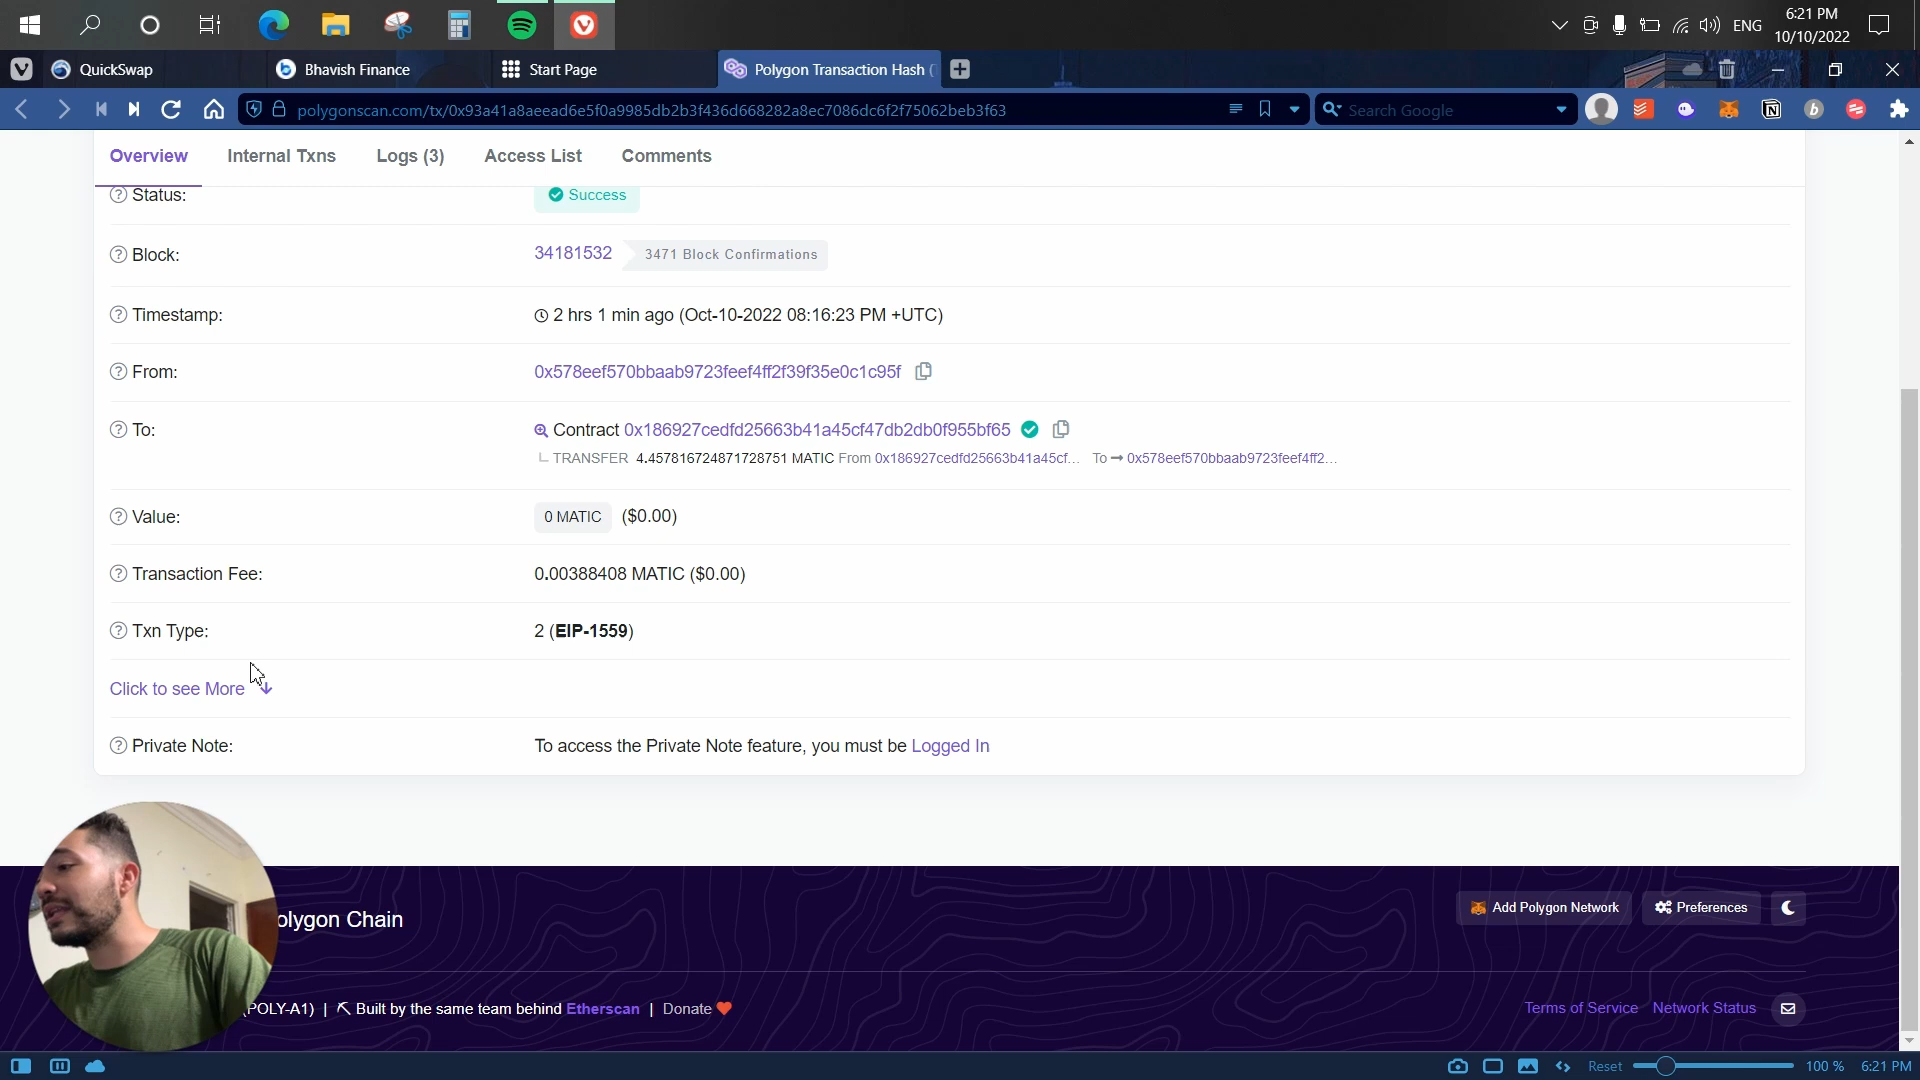 ENG
6:21 PM
10/10/2022
QuickSwap
Bhavish Finance
Start Page
Polygon Transaction Hash (
polygonscan.com/tx/0x93a41a8aeead6e5f0a9985db2b3f436d668282a8ec7086dc6f2f75062beb3f63
Search Google
Overview
Internal Txns
Logs (3)
Access List
Comments
Status:
Success
Block:
34181532
3471 Block Confirmations
Timestamp:
2 hrs 1 min ago (Oct-10-2022 08:16:23 PM +UTC)
From:
0x578eef570bbaab9723feef4ff2f39f35e0c1c95f
To:
Contract 0x186927cedfd25663b41a45cf47db2db0f955bf65
TRANSFER 4.457816724871728751 MATIC From 0x186927cedfd25663b41a45cf... To → 0x578eef570bbaab9723feef4ff2...
Value:
0 MATIC ($0.00)
Transaction Fee:
0.00388408 MATIC ($0.00)
Txn Type:
2 (EIP-1559)
Click to see More
Private Note:
To access the Private Note feature, you must be Logged In
olygon Chain
Add Polygon Network
Preferences
(POLY-A1) | Built by the same team behind Etherscan | Donate
Terms of Service
Network Status
Reset
100 %
6:21 PM